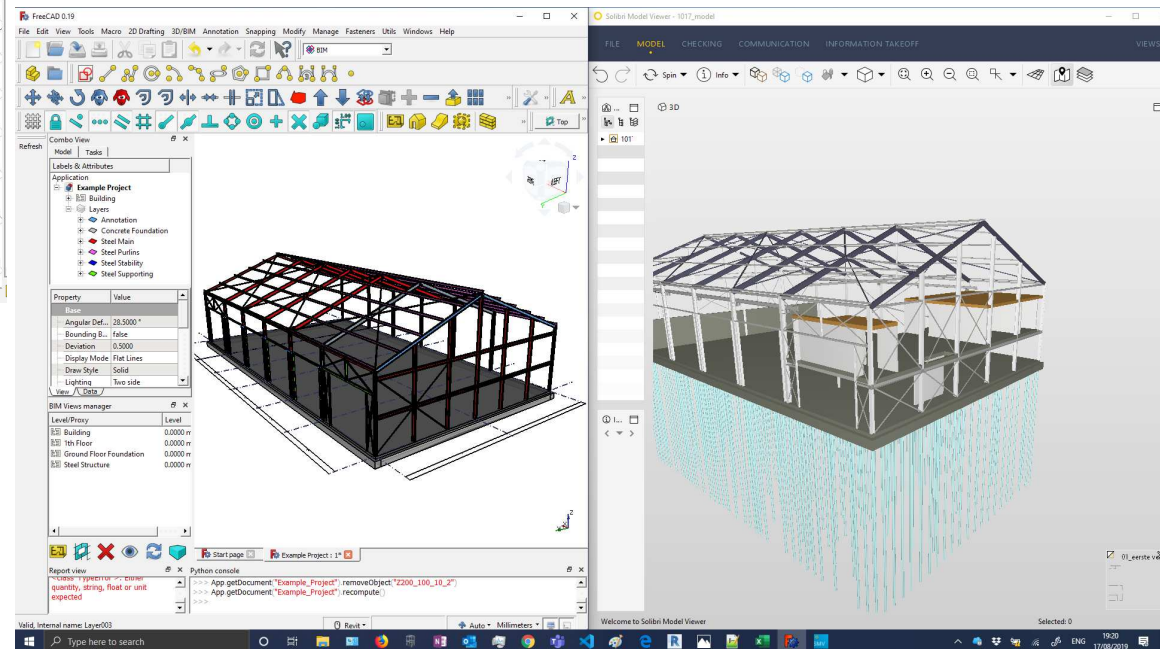 FreeCAD 0.19
File Edit View Tools Macro 2D Drafting 3D/BIM Annotation Snapping Modify Manage Fasteners Utils Windows Help
BIM
Top
Refresh
Combo View
Model Tasks
Labels & Attributes
Application
Example Project
Building
Layers
Annotation
Concrete Foundation
Steel Main
Steel Purlins
Steel Stability
Steel Supporting
Property Value
Base
Angular Def... 28.5000 °
Bounding B... false
Deviation 0.5000
Display Mode Flat Lines
Draw Style Solid
Lighting Two side
View Data
BIM Views manager
Level/Proxy Level
Building 0.0000 m
1th Floor 0.0000 m
Ground Floor Foundation 0.0000 m
Steel Structure 0.0000 m
Start page
Example Project : 1*
Report view
<class 'TypeError'>: Either
quantity, string, float or unit
expected
Python console
>>> App.getDocument("Example_Project").removeObject("Z200_100_10_2")
>>> App.getDocument("Example_Project").recompute()
>>>
Valid, Internal name: Layer003
Revit
Auto
Millimeters
Solibri Model Viewer - 1017_model
FILE MODEL CHECKING COMMUNICATION INFORMATION TAKEOFF VIEWS
Spin Info
3D
101
I...
01_eerste ve
Welcome to Solibri Model Viewer
Selected: 0
Type here to search
ENG
19:20
17/08/2019